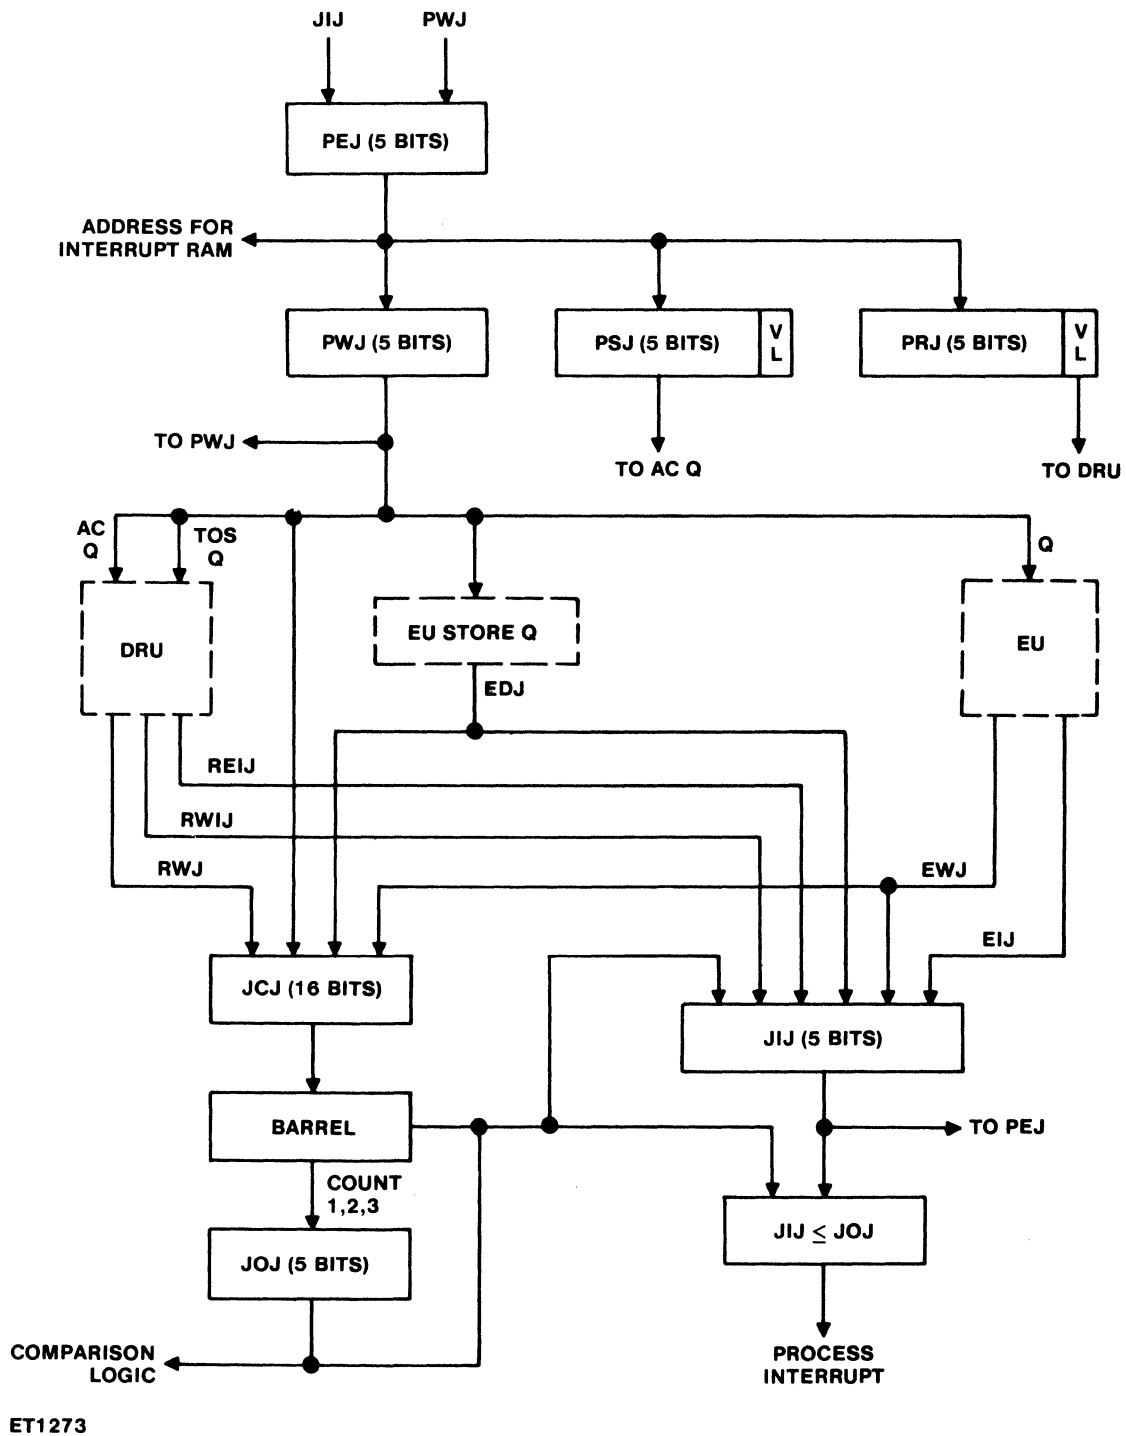 JIJ
PWJ
PEJ (5 BITS)
ADDRESS FOR
INTERRUPT RAM
PWJ (5 BITS)
PSJ (5 BITS)
V
L
PRJ (5 BITS)
V
L
TO PWJ
TO AC Q
TO DRU
AC
Q
TOS
Q
Q
DRU
EU STORE Q
EU
EDJ
REIJ
RWIJ
RWJ
EWJ
EIJ
JCJ (16 BITS)
JIJ (5 BITS)
BARREL
TO PEJ
COUNT
1,2,3
JIJ ≤ JOJ
JOJ (5 BITS)
COMPARISON
LOGIC
PROCESS
INTERRUPT
ET1273